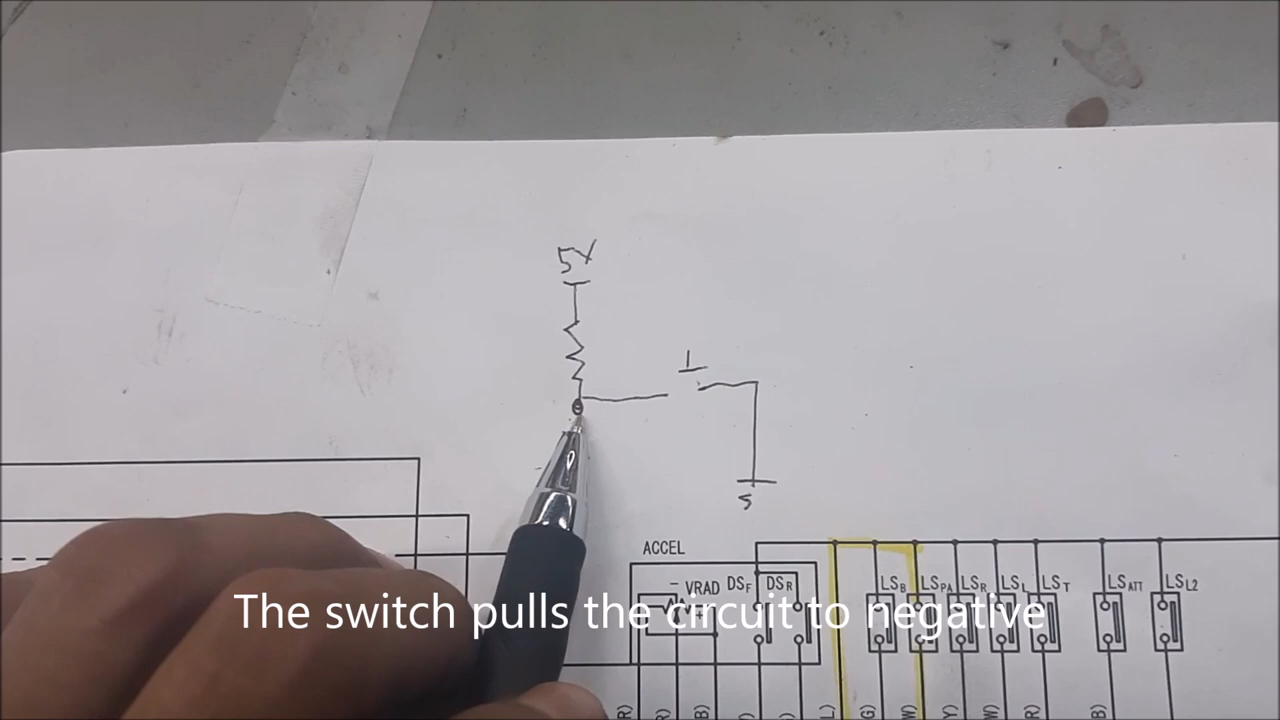 5V
S
ACCEL
LSB LSPA LSR LSL LST LSATT LSL2
− VRAD DSF DSR
The switch pulls the circuit to negative
R) R) B) L) G) W) Y) W) R) B)